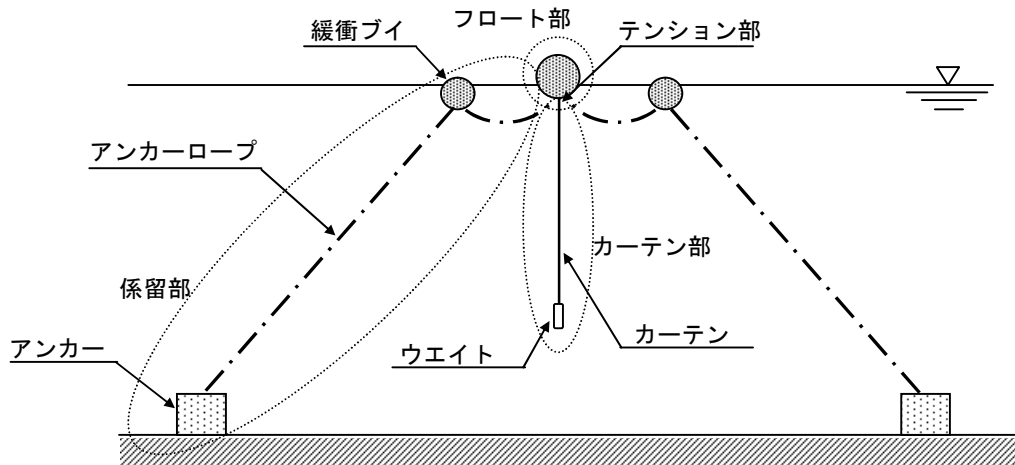 フロート部
緩衝ブイ
テンション部
アンカーロープ
カーテン部
係留部
カーテン
アンカー
ウエイト